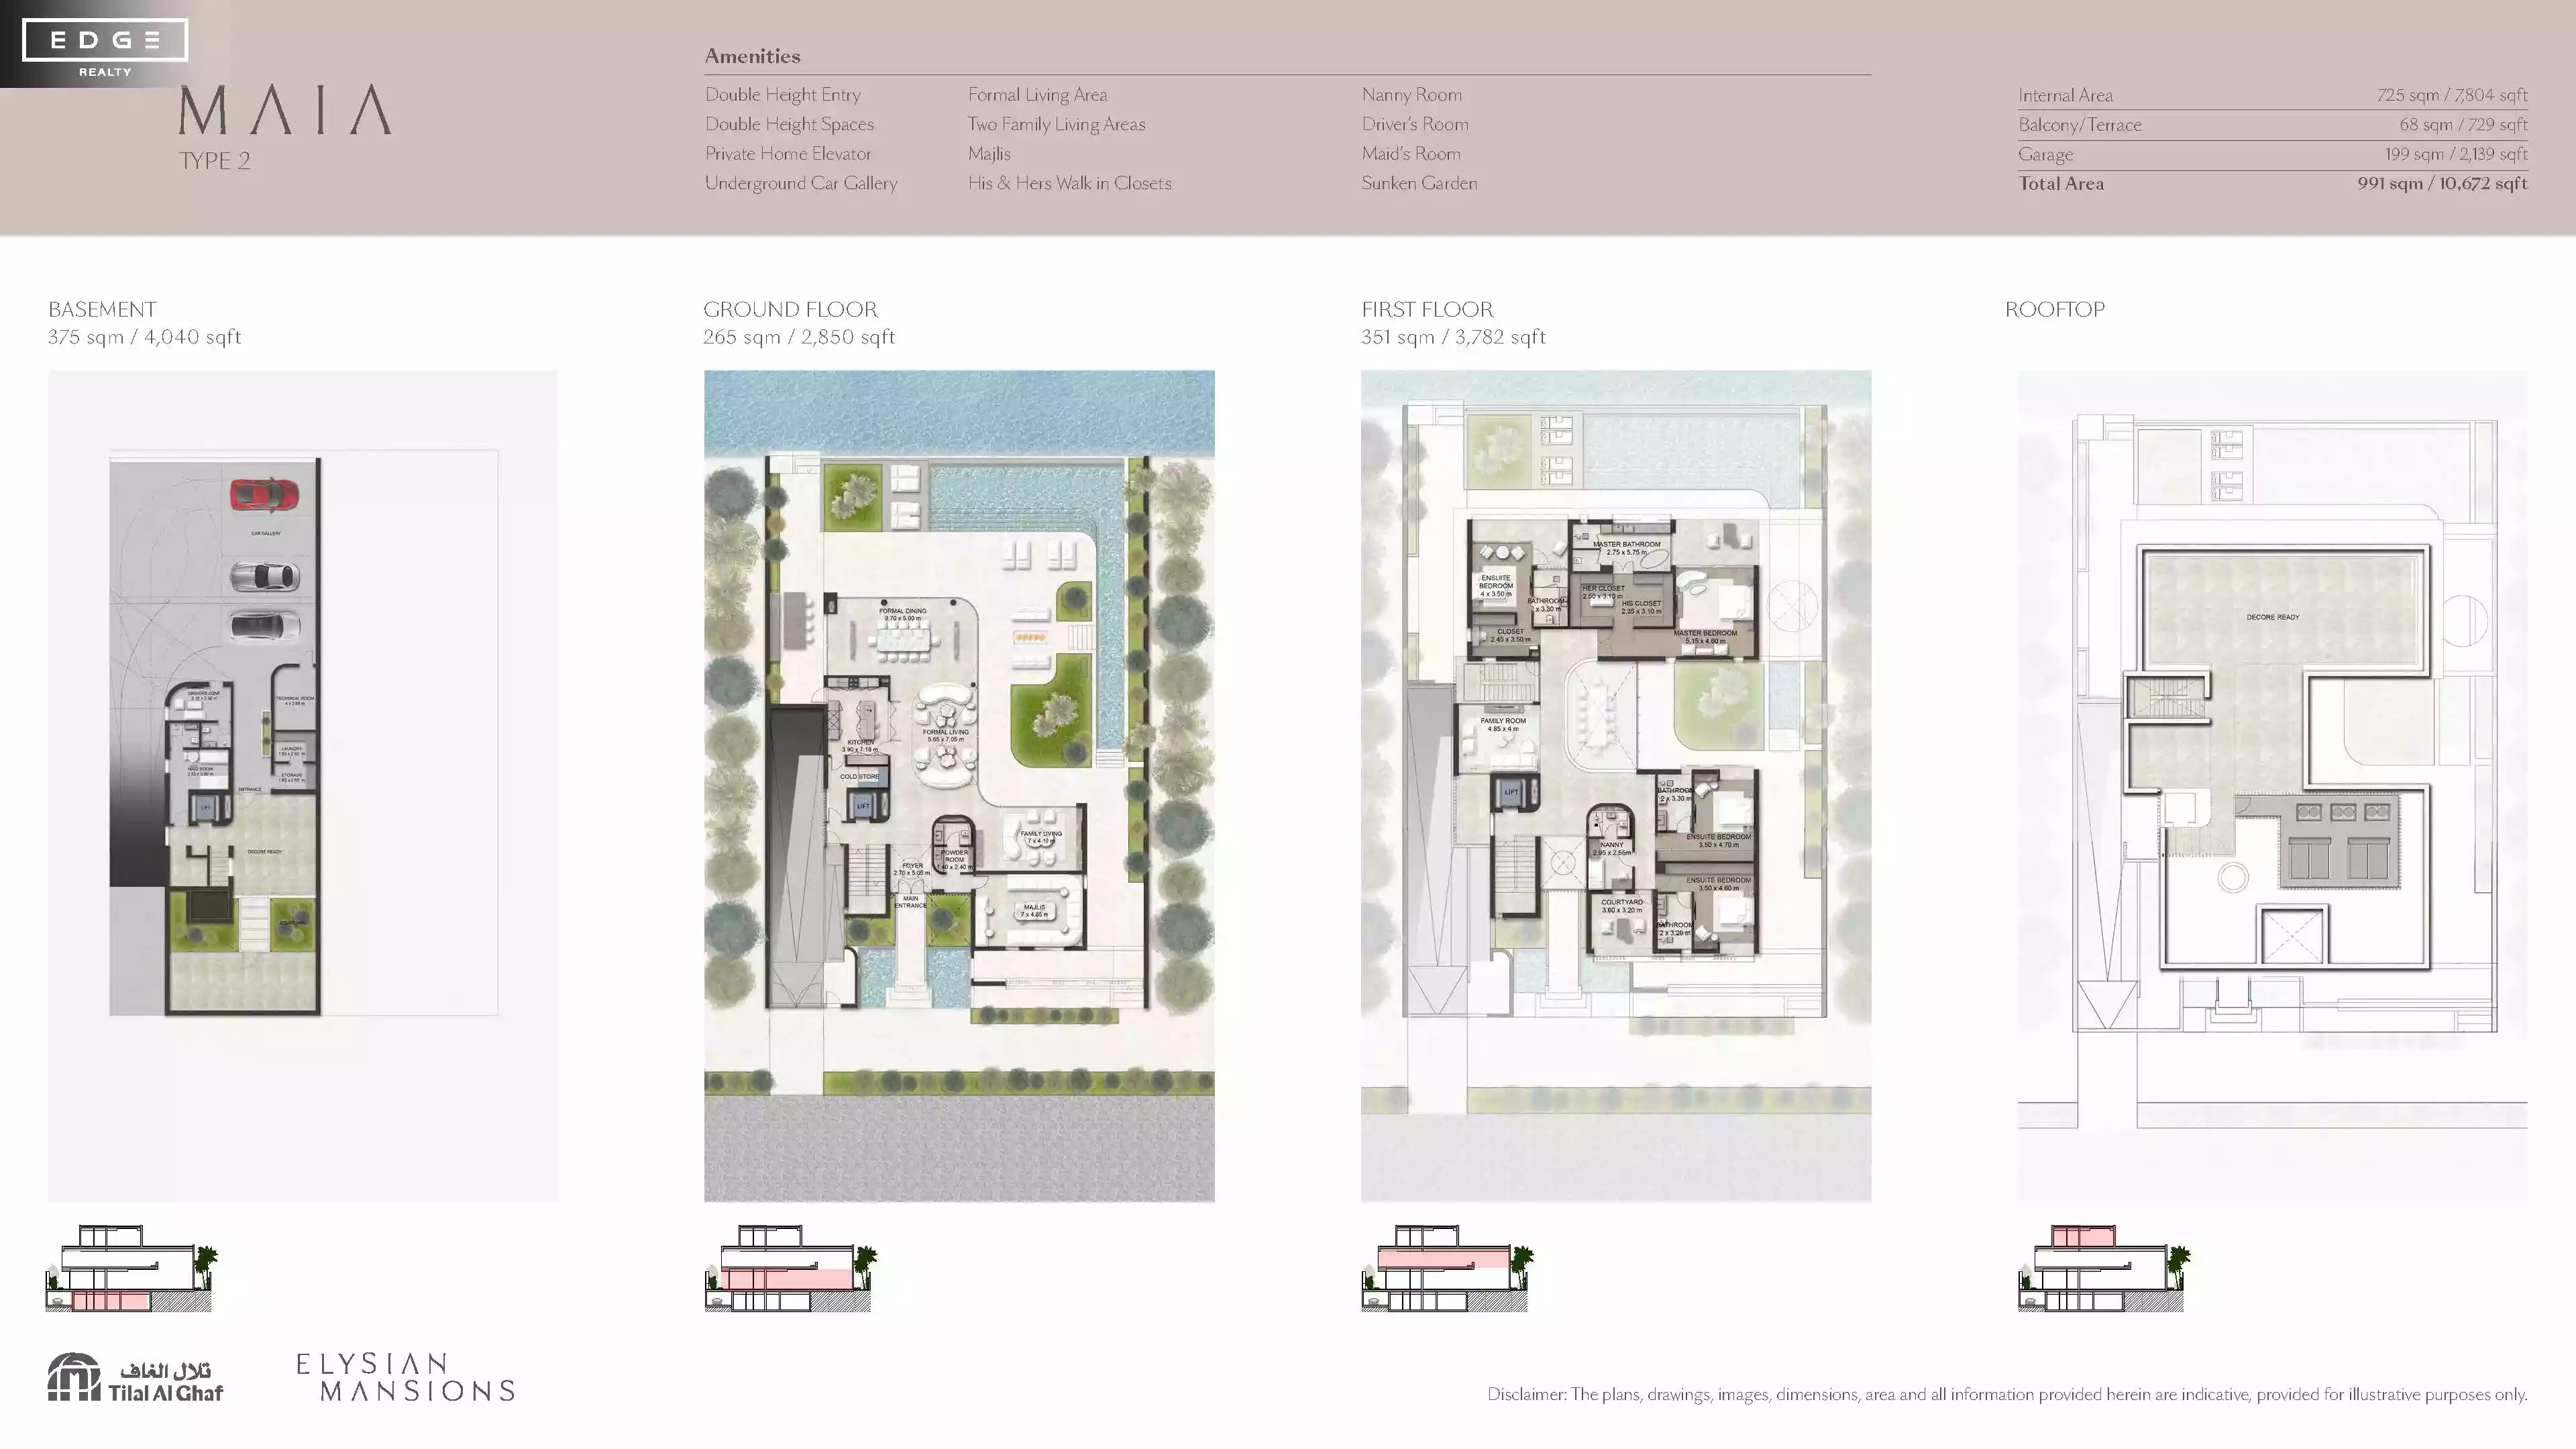 EDGE
REALTY
MAIA
TYPE 2
Amenities
Double Height Entry
Double Height Spaces
Private Home Elevator
Underground Car Gallery
Formal Living Area
Two Family Living Areas
Majlis
His & Hers Walk in Closets
Nanny Room
Driver's Room
Maid's Room
Sunken Garden
Internal Area 725 sqm / 7,804 sqft
Balcony/Terrace 68 sqm / 729 sqft
Garage 199 sqm / 2,139 sqft
Total Area 991 sqm / 10,672 sqft
BASEMENT
375 sqm / 4,040 sqft
CAR GALLERY
TECHNICAL ROOM
LAUNDRY
STORAGE
MAID ROOM
ENTRANCE
LIFT
DECORE READY
GROUND FLOOR
265 sqm / 2,850 sqft
FORMAL DINING
FORMAL LIVING
5.65 x 7.05 m
KITCHEN
3.90 x 7.18 m
COLD STORE
LIFT
FAMILY LIVING
7 x 4.10 m
POWDER
ROOM
1.40 x 2.40 m
FOYER
2.70 x 5.05 m
MAIN
ENTRANCE
MAJLIS
7 x 4.65 m
FIRST FLOOR
351 sqm / 3,782 sqft
MASTER BATHROOM
2.75 x 5.75 m
ENSUITE
BEDROOM
4 x 3.50 m
BATHROOM
2 x 3.30 m
HER CLOSET
2.50 x 3.10 m
HIS CLOSET
2.35 x 3.10 m
CLOSET
2.45 x 3.50 m
MASTER BEDROOM
5.15 x 4.60 m
FAMILY ROOM
4.85 x 4 m
LIFT
BATHROOM
2 x 3.30 m
ENSUITE BEDROOM
3.50 x 4.70 m
NANNY
2.95 x 2.55m
ENSUITE BEDROOM
3.50 x 4.60 m
COURTYARD
3.60 x 3.20 m
BATHROOM
2 x 3.20 m
ROOFTOP
DECORE READY
تلال الغاف
Tilal Al Ghaf
ELYSIAN
MANSIONS
Disclaimer: The plans, drawings, images, dimensions, area and all information provided herein are indicative, provided for illustrative purposes only.